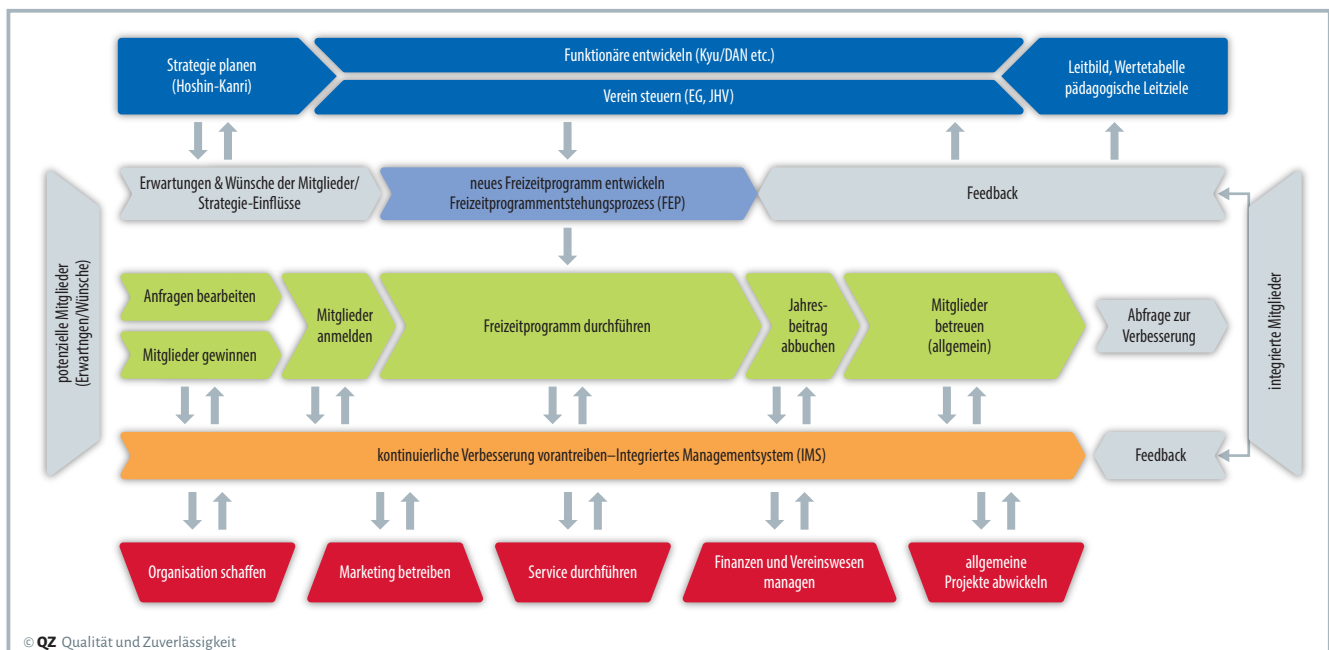 Strategie planen
(Hoshin-Kanri)
Funktionäre entwickeln (Kyu/DAN etc.)
Verein steuern (EG, JHV)
Leitbild, Wertetabelle
pädagogische Leitziele
Erwartungen & Wünsche der Mitglieder/
Strategie-Einflüsse
neues Freizeitprogramm entwickeln
Freizeitprogrammentstehungsprozess (FEP)
Feedback
potenzielle Mitglieder
(Erwartngen/Wünsche)
Anfragen bearbeiten
Mitglieder gewinnen
Mitglieder
anmelden
Freizeitprogramm durchführen
Jahres-
beitrag
abbuchen
Mitglieder
betreuen
(allgemein)
Abfrage zur
Verbesserung
integrierte Mitglieder
kontinuierliche Verbesserung vorantreiben–Integriertes Managementsystem (IMS)
Feedback
Organisation schaffen
Marketing betreiben
Service durchführen
Finanzen und Vereinswesen
managen
allgemeine
Projekte abwickeln
© QZ Qualität und Zuverlässigkeit